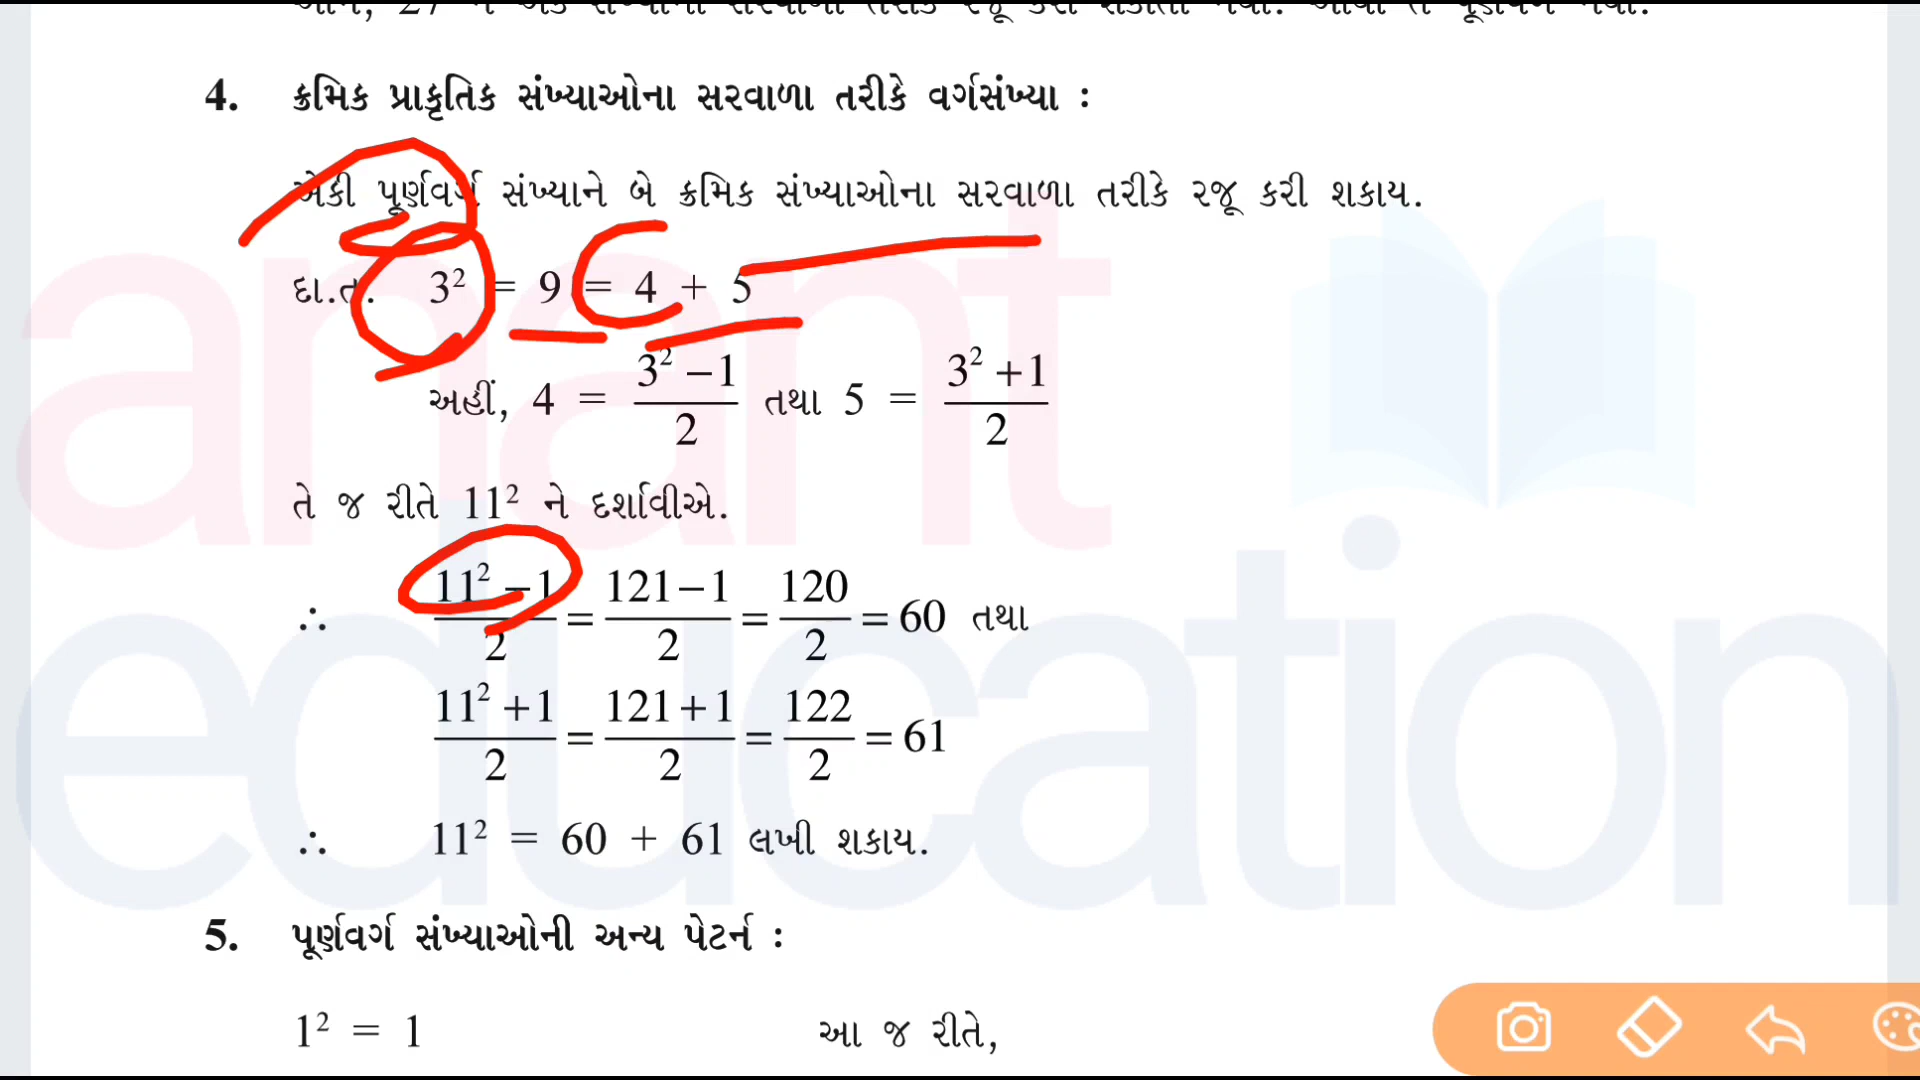 4. ક્રમિક પ્રાકૃતિક સંખ્યાઓના સરવાળા તરીકે વર્ગસંખ્યા :
એકી પૂર્ણવર્ગ સંખ્યાને બે ક્રમિક સંખ્યાઓના સરવાળા તરીકે રજૂ કરી શકાય.
દા.ત. 3² = 9 = 4 + 5
અહીં, 4 = (3² − 1)/2 તથા 5 = (3² + 1)/2
તે જ રીતે 11² ને દર્શાવીએ.
∴ (11² − 1)/2 = (121 − 1)/2 = 120/2 = 60 તથા
(11² + 1)/2 = (121 + 1)/2 = 122/2 = 61
∴ 11² = 60 + 61 લખી શકાય.
5. પૂર્ણવર્ગ સંખ્યાઓની અન્ય પેટર્ન :
1² = 1 આ જ રીતે,
anant
education